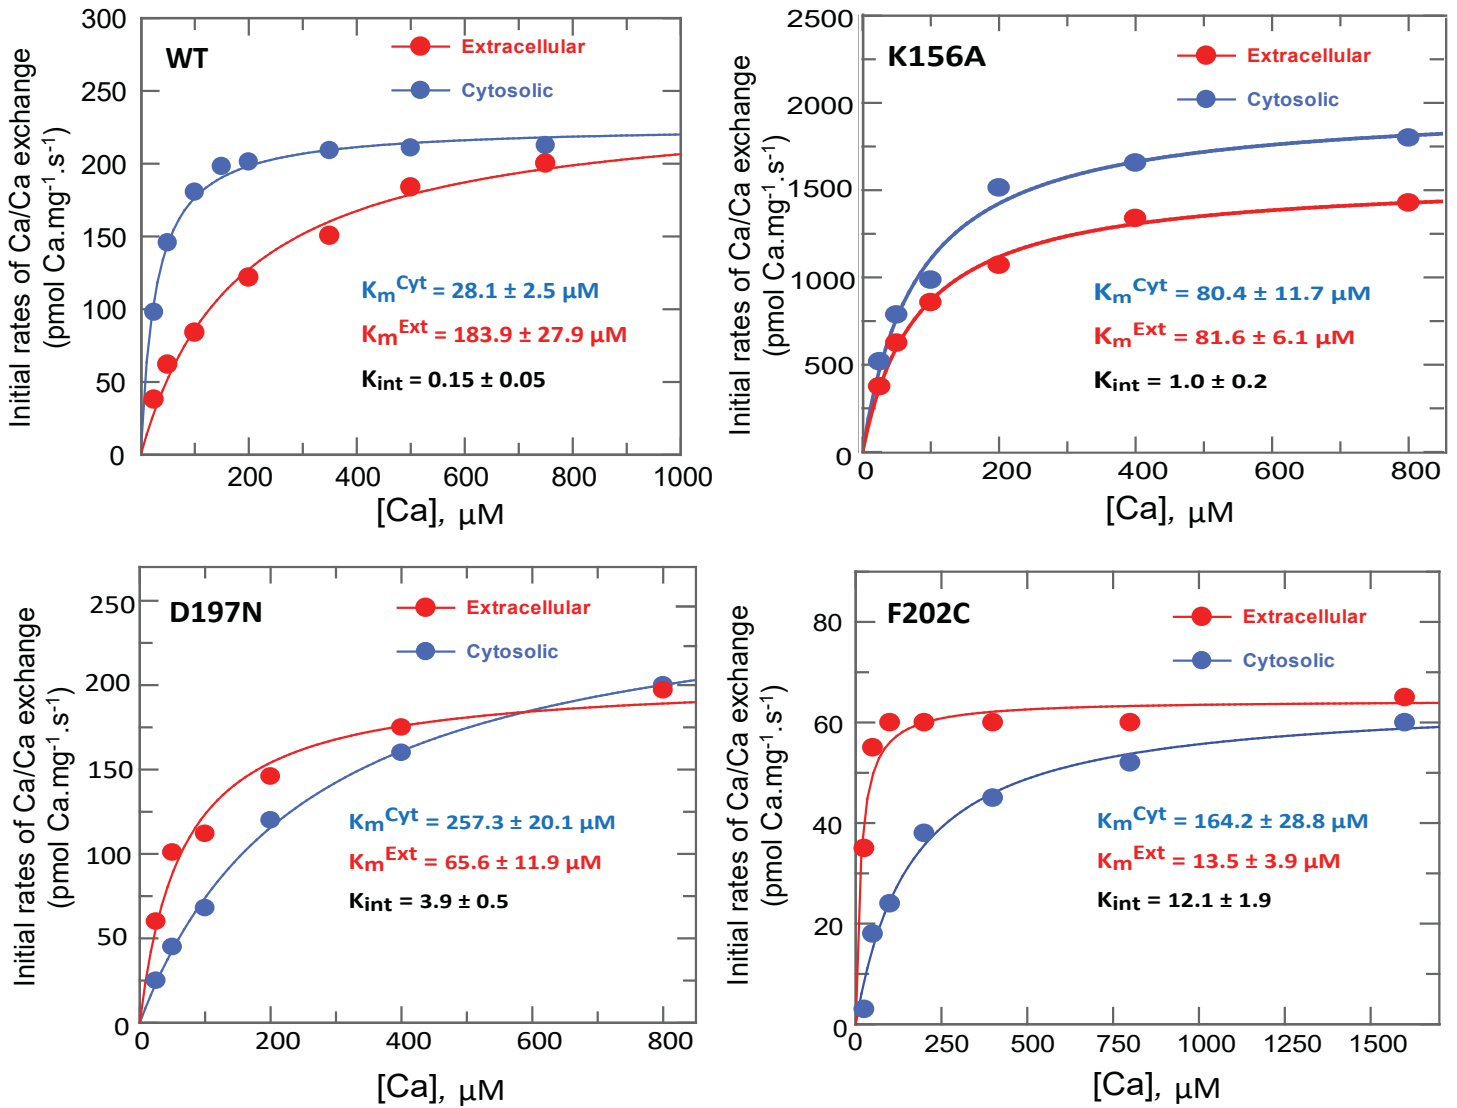 WT
Extracellular
Cytosolic
300
250
200
150
100
50
0
200
400
600
800
1000
Initial rates of Ca/Ca exchange
(pmol Ca.mg⁻¹.s⁻¹)
[Ca], µM
KmCyt = 28.1 ± 2.5 µM
KmExt = 183.9 ± 27.9 µM
Kint = 0.15 ± 0.05
K156A
Extracellular
Cytosolic
2500
2000
1500
1000
500
0
0
200
400
600
800
Initial rates of Ca/Ca exchange
(pmol Ca.mg⁻¹.s⁻¹)
[Ca], µM
KmCyt = 80.4 ± 11.7 µM
KmExt = 81.6 ± 6.1 µM
Kint = 1.0 ± 0.2
D197N
Extracellular
Cytosolic
250
200
150
100
50
0
0
200
400
600
800
Initial rates of Ca/Ca exchange
(pmol Ca.mg⁻¹.s⁻¹)
[Ca], µM
KmCyt = 257.3 ± 20.1 µM
KmExt = 65.6 ± 11.9 µM
Kint = 3.9 ± 0.5
F202C
Extracellular
Cytosolic
80
60
40
20
0
0
250
500
750
1000
1250
1500
Initial rates of Ca/Ca exchange
(pmol Ca.mg⁻¹.s⁻¹)
[Ca], µM
KmCyt = 164.2 ± 28.8 µM
KmExt = 13.5 ± 3.9 µM
Kint = 12.1 ± 1.9